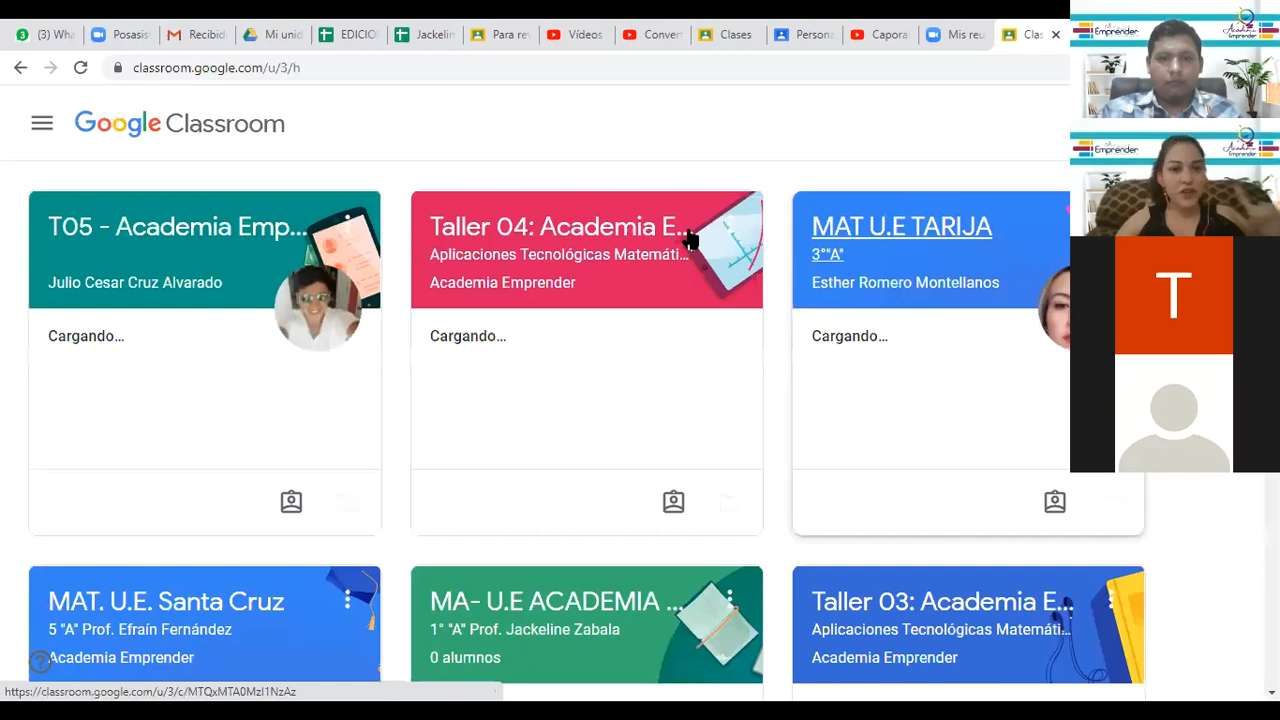 (3) Wha
Posasis
Recibid
Mi unid
EDICIO
Jackelin
Para r
Vídeos
Conver
Clases
Person
Capora
Mis reu
Clas
classroom.google.com/u/3/h
Google Classroom
T05 - Academia Emp...
Julio Cesar Cruz Alvarado
Cargando...
Taller 04: Academia E...
Aplicaciones Tecnológicas Matemáti...
Academia Emprender
Cargando...
MAT U.E TARIJA
3°"A"
Esther Romero Montellanos
Cargando...
MAT. U.E. Santa Cruz
5 "A" Prof. Efraín Fernández
Academia Emprender
MA- U.E ACADEMIA ...
1° "A" Prof. Jackeline Zabala
0 alumnos
Taller 03: Academia E...
Aplicaciones Tecnológicas Matemáti...
Academia Emprender
https://classroom.google.com/u/3/c/MTQxMTA0MzI1NzAz
Emprender
Emprender
T